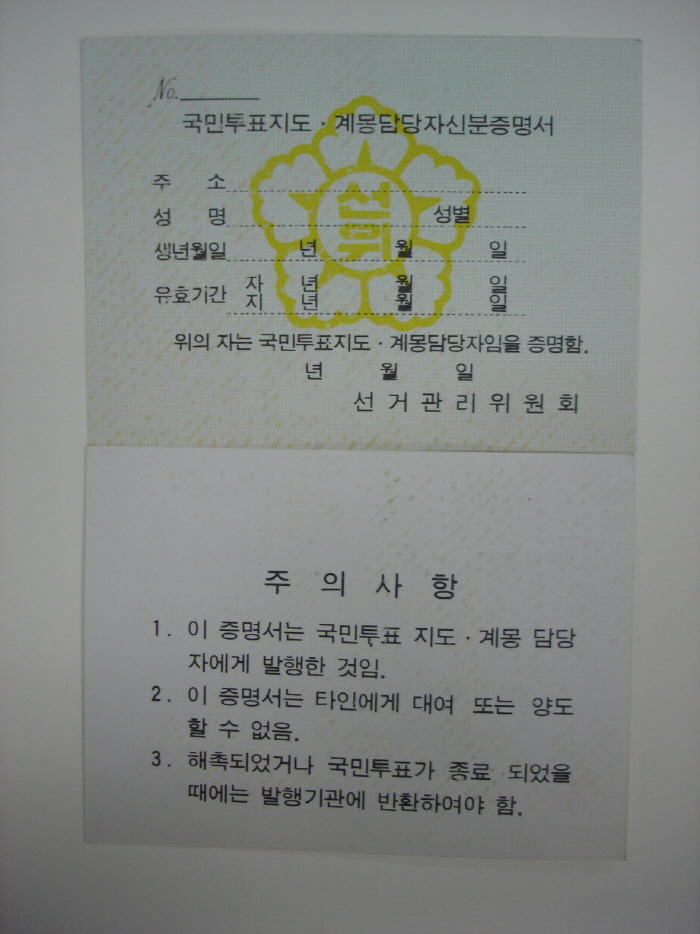 No.
국민투표지도 · 계몽담당자신분증명서
주 소
성 명 성별
생년월일 년 월 일
유효기간 자 년 월 일
지 년 월 일
선위
위의 자는 국민투표지도 · 계몽담당자임을 증명함.
년 월 일
선거관리위원회
주 의 사 항
1. 이 증명서는 국민투표 지도 · 계몽 담당
자에게 발행한 것임.
2. 이 증명서는 타인에게 대여 또는 양도
할 수 없음.
3. 해촉되었거나 국민투표가 종료 되었을
때에는 발행기관에 반환하여야 함.